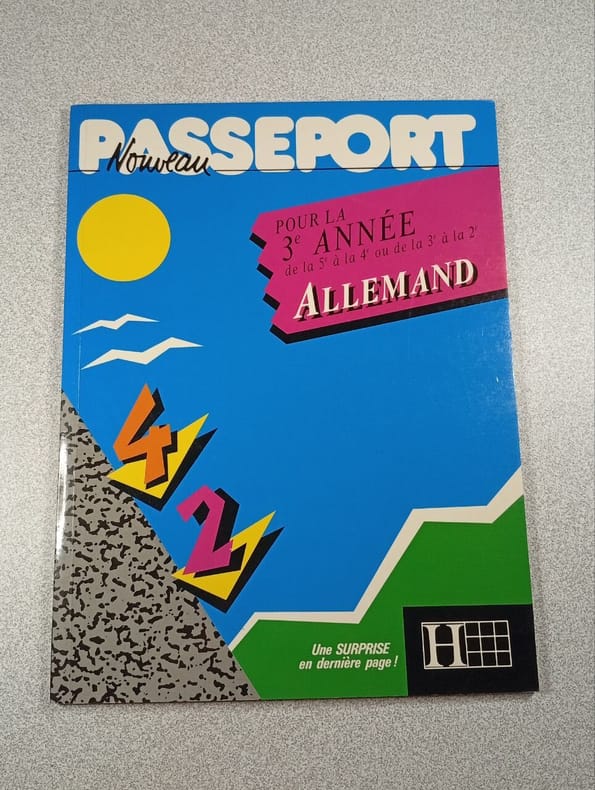 PASSEPORT
Nouveau
POUR LA
3e ANNÉE
de la 5e à la 4e ou de la 3e à la 2e
ALLEMAND
4
2
Une SURPRISE
en dernière page !
H